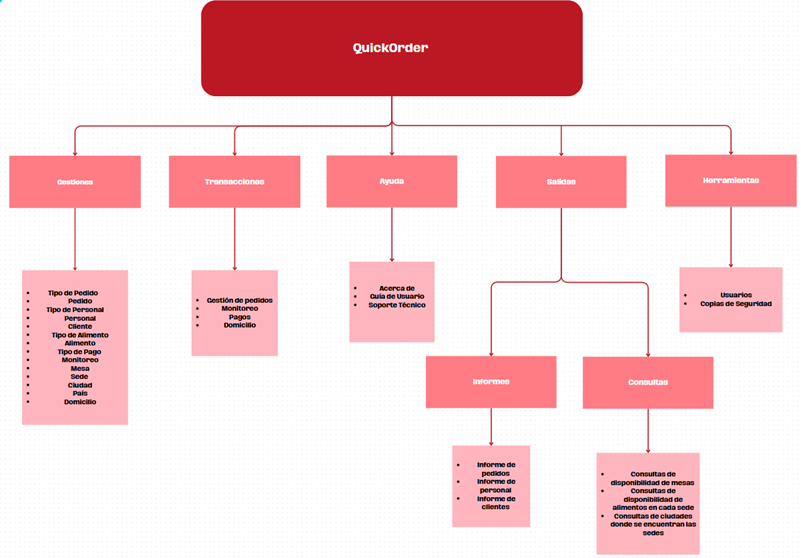 QuickOrder
Gestiones
Transacciones
Ayuda
Salidas
Herramientas
Tipo de Pedido
Pedido
Tipo de Personal
Personal
Cliente
Tipo de Alimento
Alimento
Tipo de Pago
Monitoreo
Mesa
Sede
Ciudad
País
Domicilio
Gestión de pedidos
Monitoreo
Pagos
Domicilio
Acerca de
Guía de Usuario
Soporte Técnico
Usuarios
Copias de Seguridad
Informes
Consultas
Informe de
pedidos
Informe de
personal
Informe de
clientes
Consultas de
disponibilidad de mesas
Consultas de
disponibilidad de
alimentos en cada sede
Consultas de ciudades
donde se encuentran las
sedes